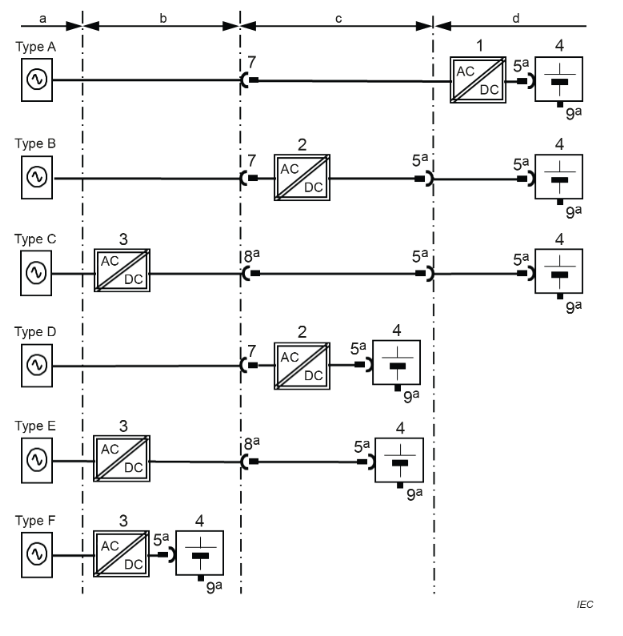 a b c d
Type A 7 1 4
AC DC 5a
9a
Type B 7 2 5a 5a 4
AC DC
9a
Type C 3 8a 5a 5a 4
AC DC
9a
Type D 7 2 5a 4
AC DC
9a
Type E 3 8a 5a 4
AC DC
9a
Type F 3 5a 4
AC DC
9a
IEC